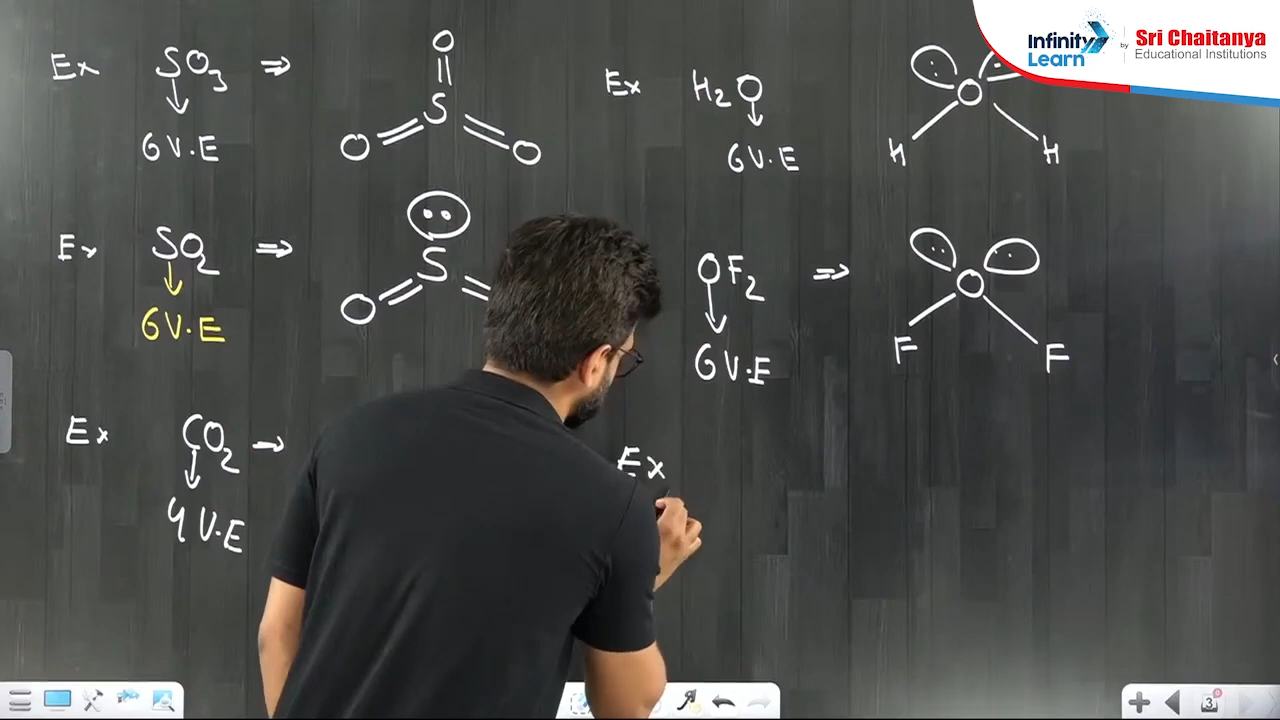 Infinity Learn by Sri Chaitanya Educational Institutions
Ex SO3 ⇒
6 V.E
O
S
O O
Ex SO2 ⇒
6 V.E
S
O
Ex CO2 →
4 V.E
Ex H2O
6 V.E
O
H H
OF2 ⇒
6 V.E
O
F F
Ex
3